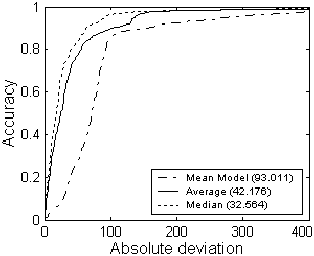 1
0.8
0.6
0.4
0.2
0
Accuracy
Mean Model (93.011)
Average (42.176)
Median (32.564)
0 100 200 300 400
Absolute deviation